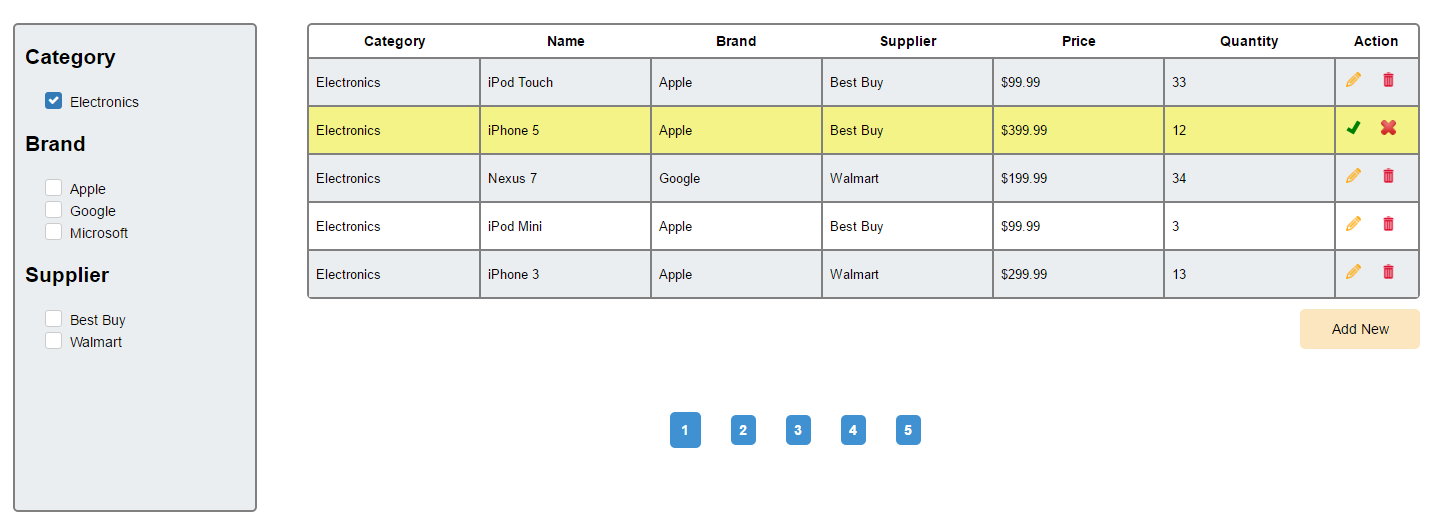 Category
Electronics
Brand
Apple
Google
Microsoft
Supplier
Best Buy
Walmart
Category Name Brand Supplier Price Quantity Action
Electronics iPod Touch Apple Best Buy $99.99 33
Electronics iPhone 5 Apple Best Buy $399.99 12
Electronics Nexus 7 Google Walmart $199.99 34
Electronics iPod Mini Apple Best Buy $99.99 3
Electronics iPhone 3 Apple Walmart $299.99 13
Add New
1 2 3 4 5